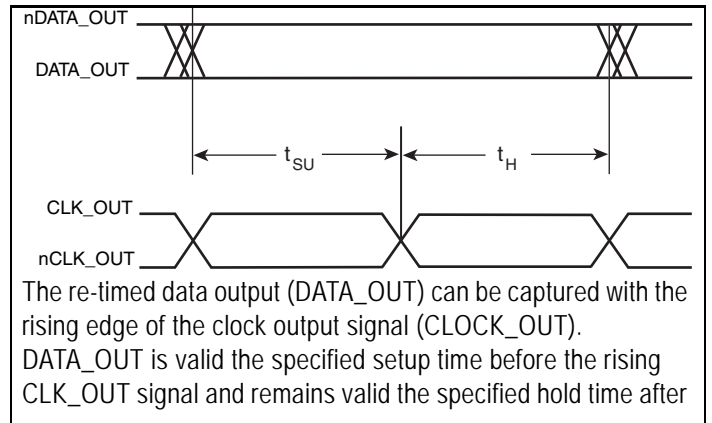 nDATA_OUT
DATA_OUT
tSU
tH
CLK_OUT
nCLK_OUT
The re-timed data output (DATA_OUT) can be captured with the
rising edge of the clock output signal (CLOCK_OUT).
DATA_OUT is valid the specified setup time before the rising
CLK_OUT signal and remains valid the specified hold time after